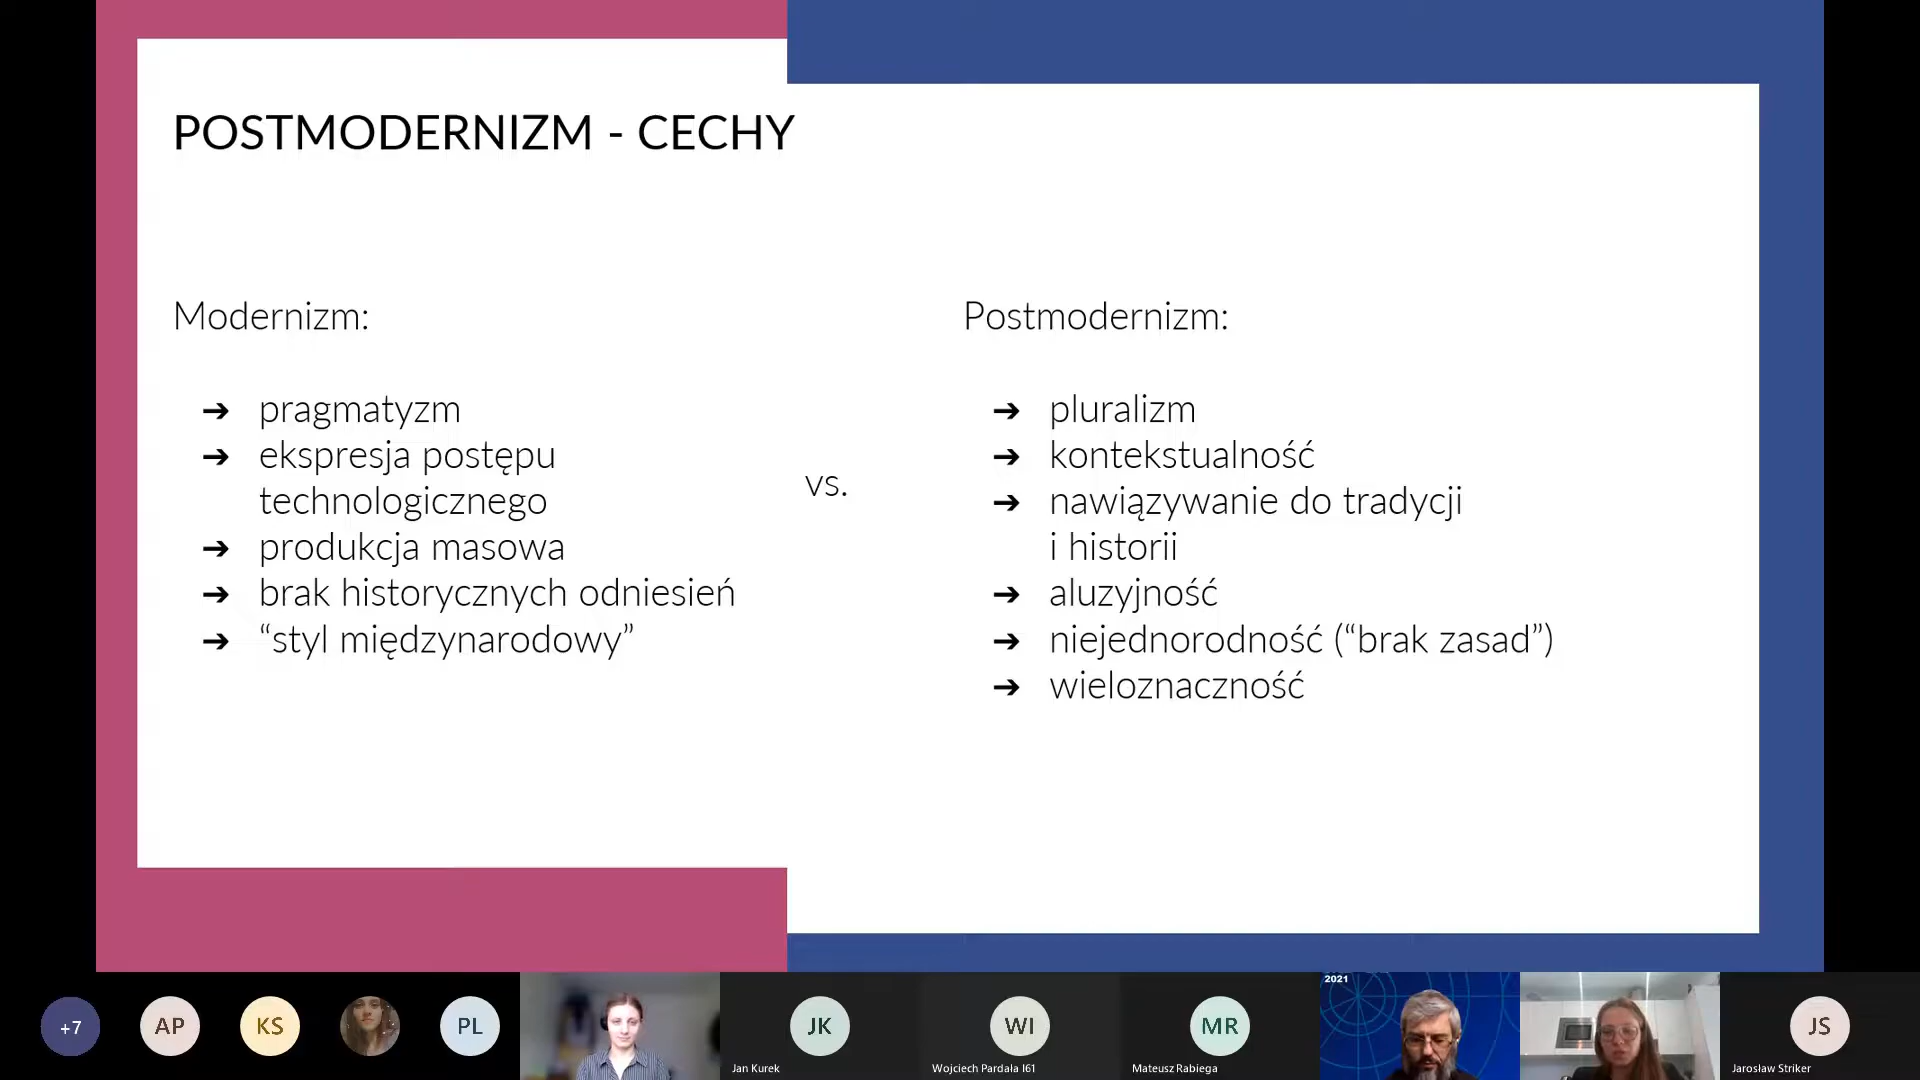 POSTMODERNIZM - CECHY
Modernizm:
➔ pragmatyzm
➔ ekspresja postępu
technologicznego
➔ produkcja masowa
➔ brak historycznych odniesień
➔ “styl międzynarodowy”
vs.
Postmodernizm:
➔ pluralizm
➔ kontekstualność
➔ nawiązywanie do tradycji
i historii
➔ aluzyjność
➔ niejednorodność (“brak zasad”)
➔ wieloznaczność
+7
AP
KS
PL
JK
Jan Kurek
WI
Wojciech Pardała I61
MR
Mateusz Rabiega
2021
JS
Jarosław Striker